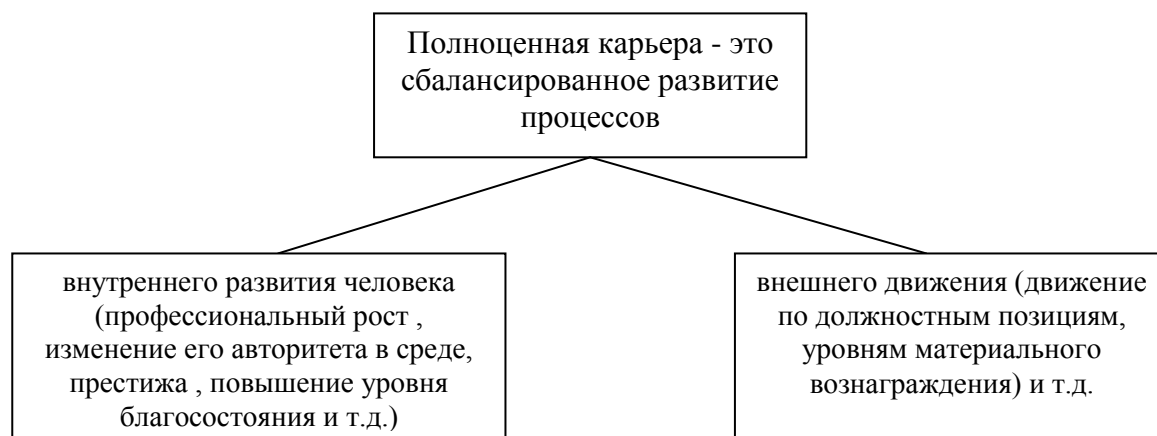 Полноценная карьера - это
сбалансированное развитие
процессов
внутреннего развития человека
(профессиональный рост ,
изменение его авторитета в среде,
престижа , повышение уровня
благосостояния и т.д.)
внешнего движения (движение
по должностным позициям,
уровням материального
вознаграждения) и т.д.